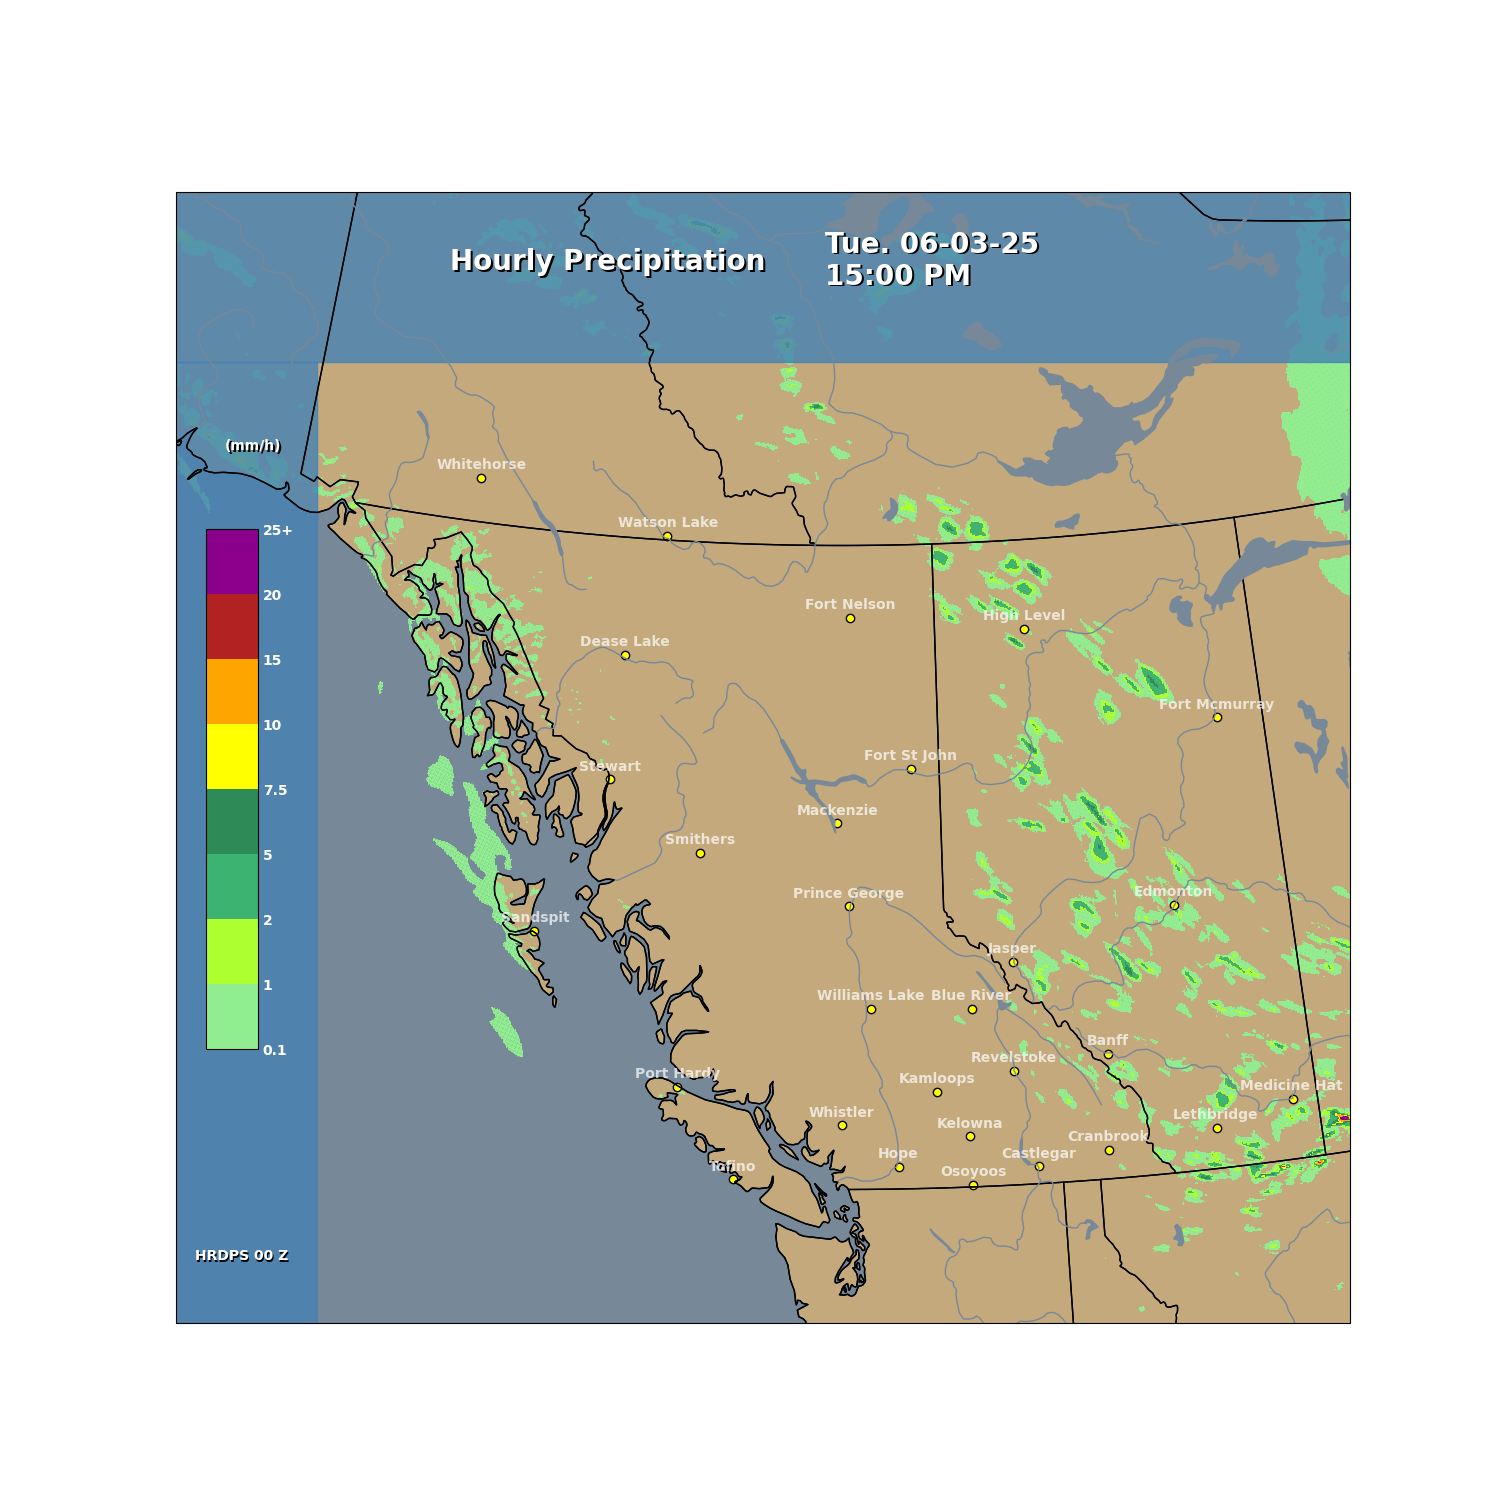 Hourly Precipitation
Tue. 06-03-25
15:00 PM
(mm/h)
Whitehorse
Watson Lake
25+
20
15
10
7.5
5
2
1
0.1
Fort Nelson
High Level
Dease Lake
Fort Mcmurray
Fort St John
Stewart
Mackenzie
Smithers
Prince George
Edmonton
Sandspit
Jasper
Williams Lake
Blue River
Banff
Revelstoke
Port Hardy
Kamloops
Medicine Hat
Whistler
Lethbridge
Kelowna
Cranbrook
Hope
Castlegar
Tofino
Osoyoos
HRDPS 00 Z